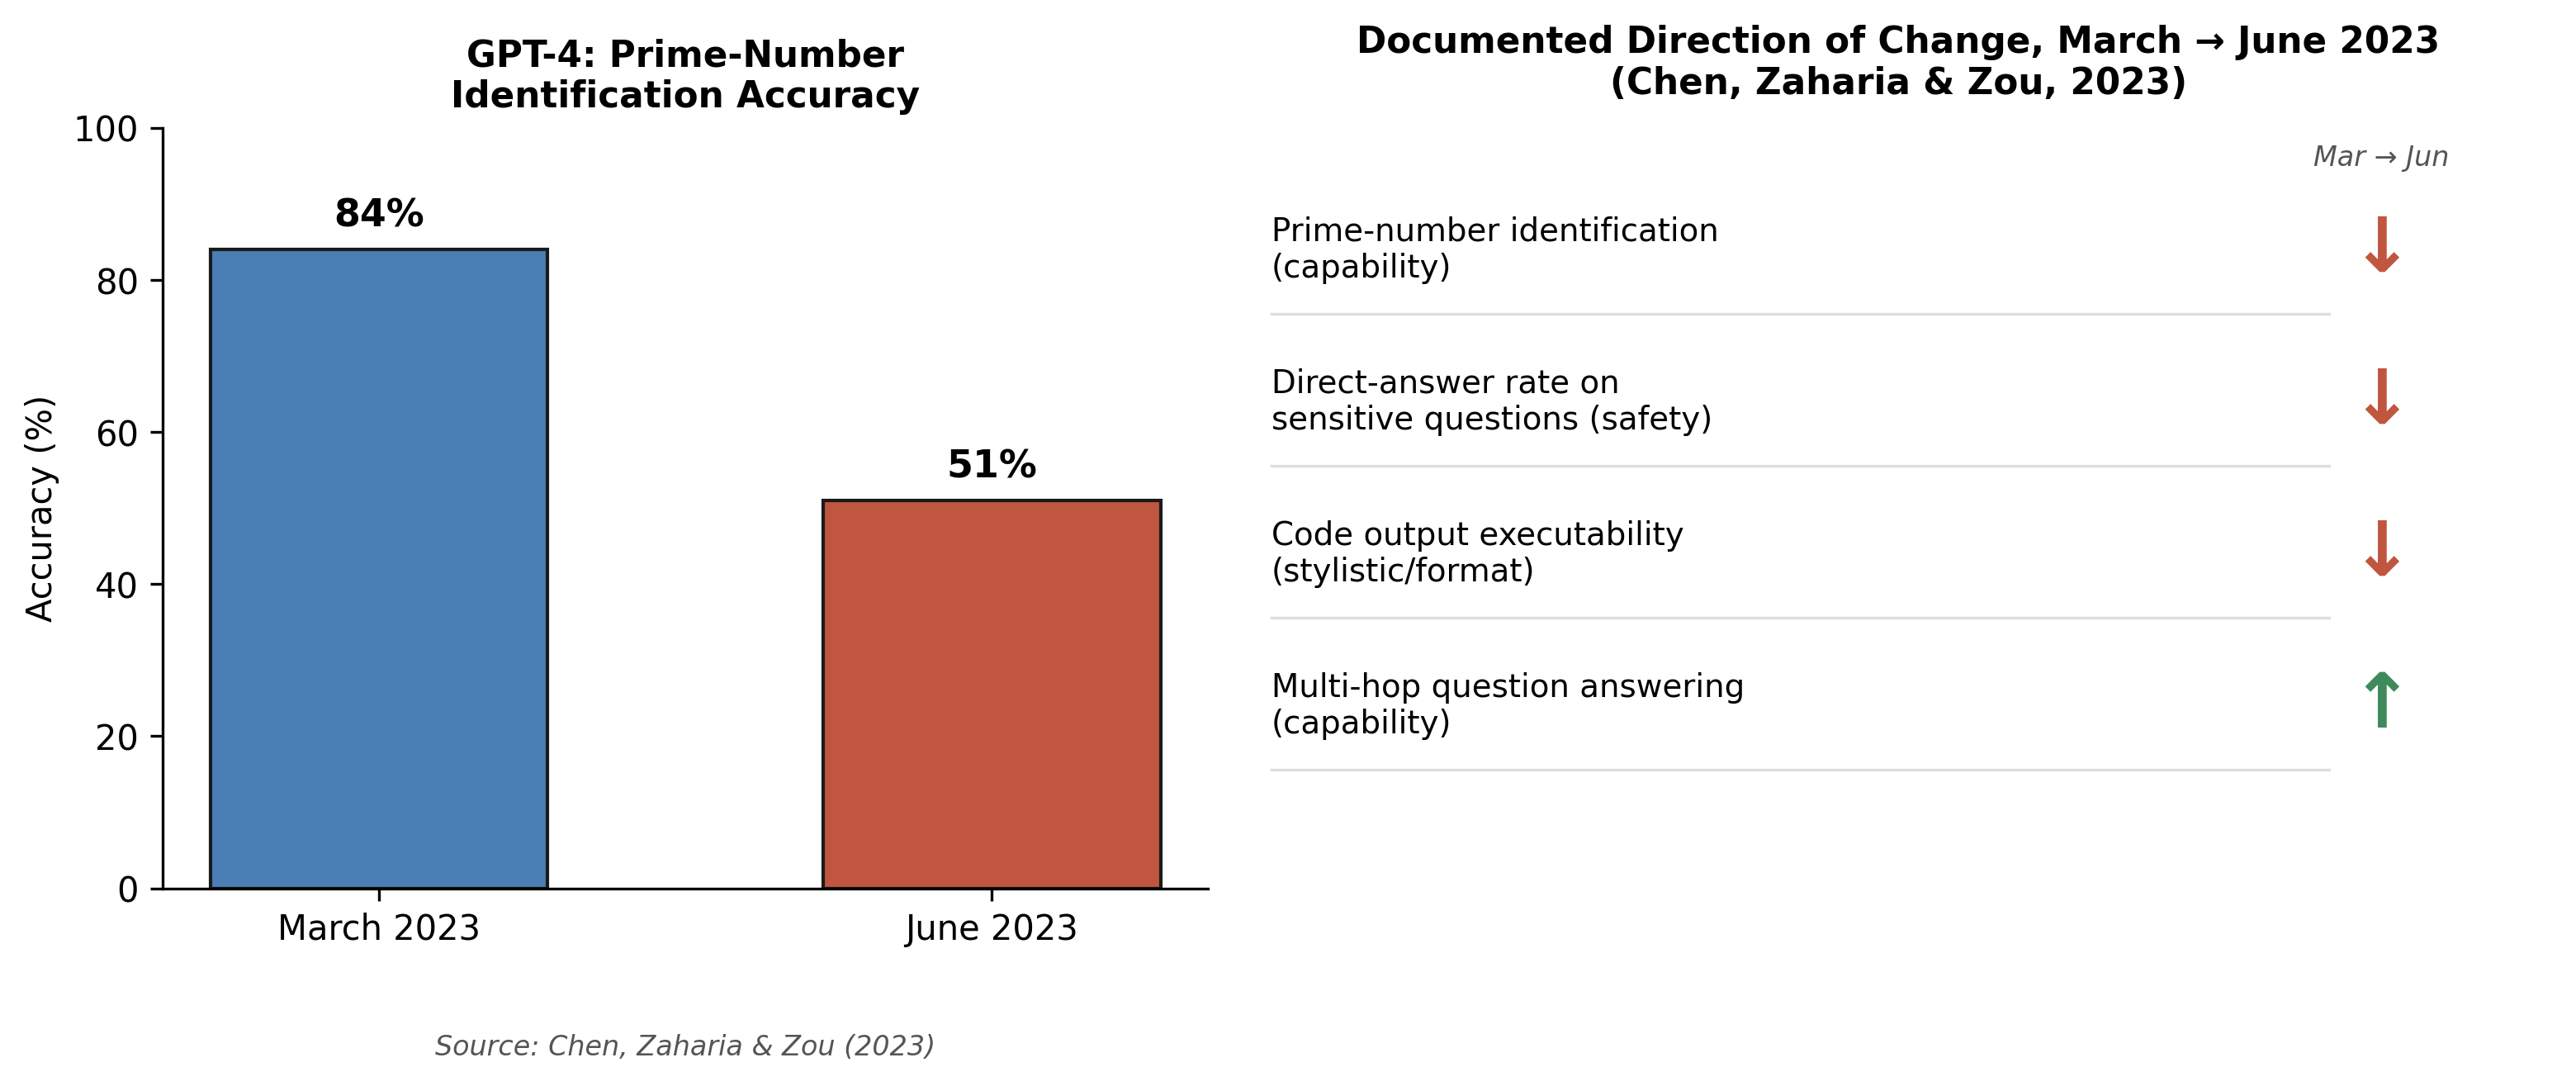 GPT-4: Prime-Number
Identification Accuracy
100
80
60
40
20
0
Accuracy (%)
84%
51%
March 2023
June 2023
Source: Chen, Zaharia & Zou (2023)
Documented Direction of Change, March → June 2023
(Chen, Zaharia & Zou, 2023)
Mar → Jun
Prime-number identification
(capability)
↓
Direct-answer rate on
sensitive questions (safety)
↓
Code output executability
(stylistic/format)
↓
Multi-hop question answering
(capability)
↑